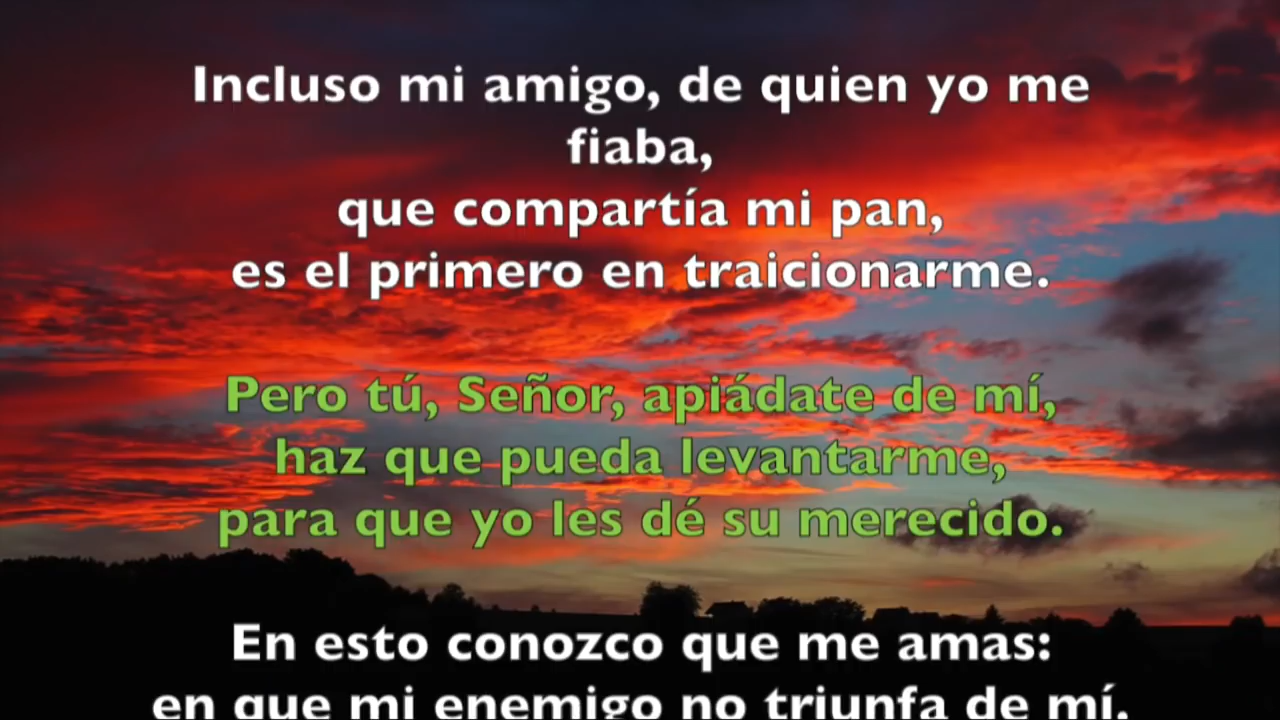 Incluso mi amigo, de quien yo me
fiaba,
que compartía mi pan,
es el primero en traicionarme.
Pero tú, Señor, apiádate de mí,
haz que pueda levantarme,
para que yo les dé su merecido.
En esto conozco que me amas:
en que mi enemigo no triunfa de mí.